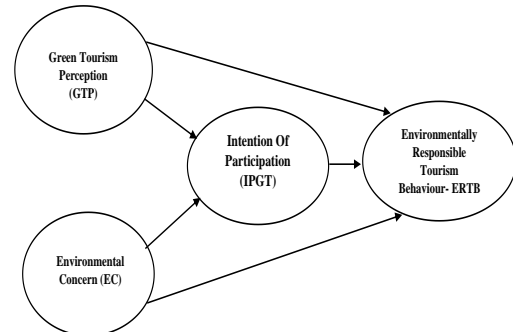 Green Tourism
Perception
(GTP)
Intention Of
Participation
(IPGT)
Environmentally
Responsible
Tourism
Behaviour- ERTB
Environmental
Concern (EC)